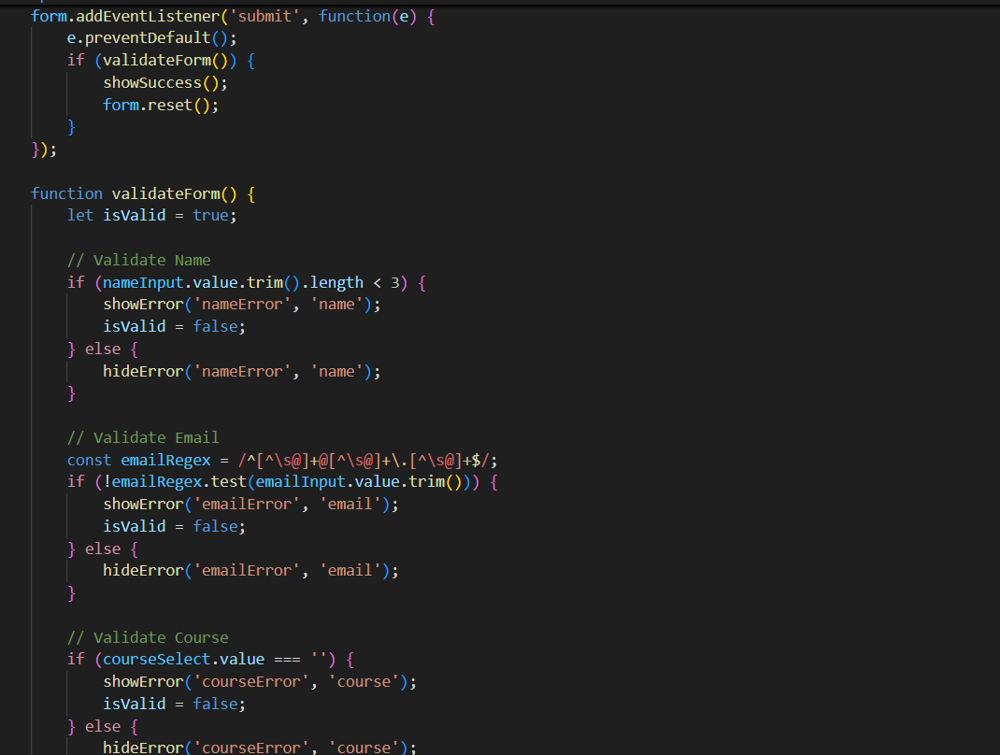 form.addEventListener('submit', function(e) {
    e.preventDefault();
    if (validateForm()) {
        showSuccess();
        form.reset();
    }
});

function validateForm() {
    let isValid = true;

    // Validate Name
    if (nameInput.value.trim().length < 3) {
        showError('nameError', 'name');
        isValid = false;
    } else {
        hideError('nameError', 'name');
    }

    // Validate Email
    const emailRegex = /^[^\s@]+@[^\s@]+\.[^\s@]+$/;
    if (!emailRegex.test(emailInput.value.trim())) {
        showError('emailError', 'email');
        isValid = false;
    } else {
        hideError('emailError', 'email');
    }

    // Validate Course
    if (courseSelect.value === '') {
        showError('courseError', 'course');
        isValid = false;
    } else {
        hideError('courseError', 'course');